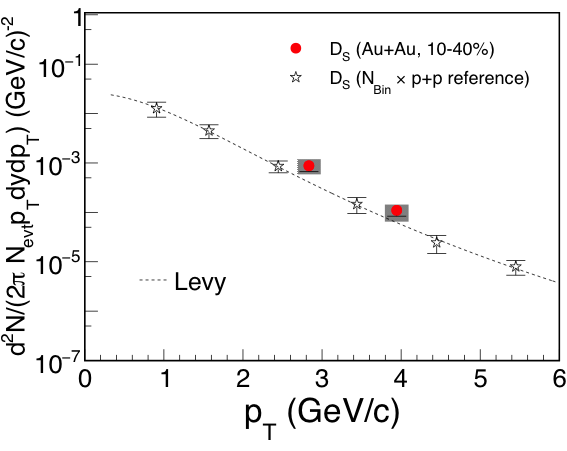 d²N/(2π N_evt p_T dydp_T) (GeV/c)⁻²
1
10⁻¹
10⁻³
10⁻⁵
10⁻⁷
D_S (Au+Au, 10-40%)
D_S (N_Bin × p+p reference)
Levy
0 1 2 3 4 5 6
p_T (GeV/c)